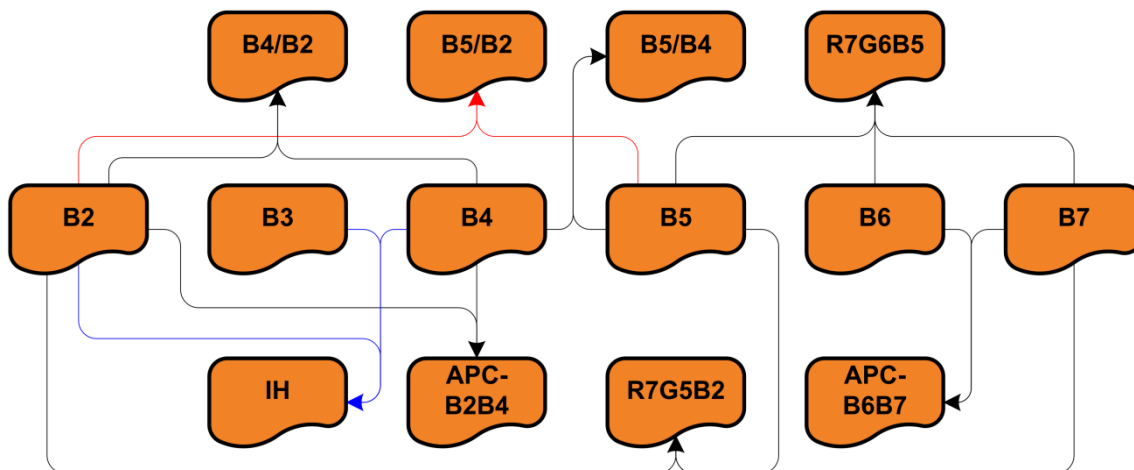 B4/B2
B5/B2
B5/B4
R7G6B5
B2
B3
B4
B5
B6
B7
IH
APC-
B2B4
R7G5B2
APC-
B6B7